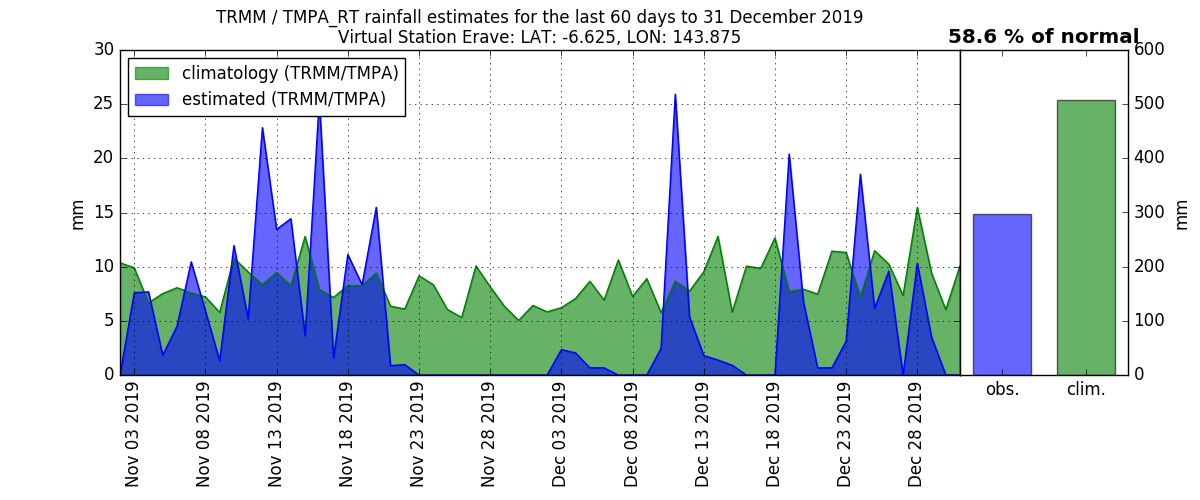 TRMM / TMPA_RT rainfall estimates for the last 60 days to 31 December 2019
Virtual Station Erave: LAT: -6.625, LON: 143.875
58.6 % of normal
climatology (TRMM/TMPA)
estimated (TRMM/TMPA)
30
25
20
15
10
5
0
mm
600
500
400
300
200
100
0
mm
Nov 03 2019
Nov 08 2019
Nov 13 2019
Nov 18 2019
Nov 23 2019
Nov 28 2019
Dec 03 2019
Dec 08 2019
Dec 13 2019
Dec 18 2019
Dec 23 2019
Dec 28 2019
obs.
clim.